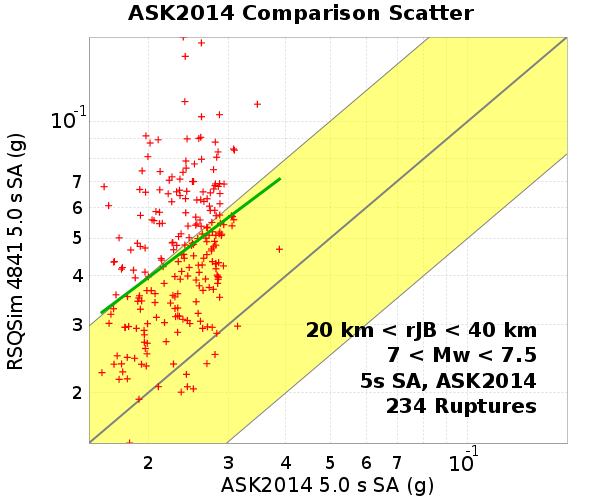 ASK2014 Comparison Scatter
RSQSim 4841 5.0 s SA (g)
10⁻¹
7
6
5
4
3
2
20 km < rJB < 40 km
7 < Mw < 7.5
5s SA, ASK2014
234 Ruptures
2 3 4 5 6 7 10⁻¹
ASK2014 5.0 s SA (g)